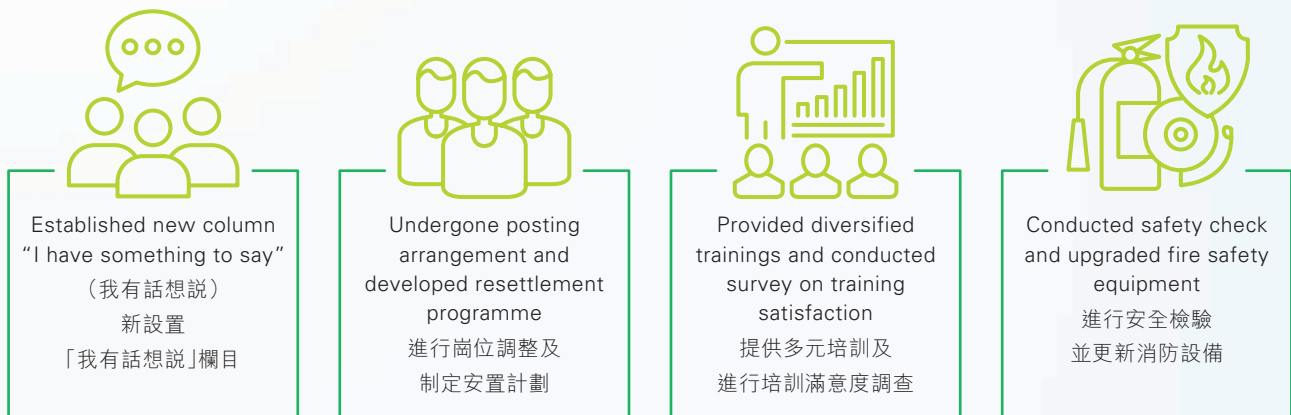 Established new column
“I have something to say”
（我有話想説）
新設置
「我有話想説」欄目
Undergone posting
arrangement and
developed resettlement
programme
進行崗位調整及
制定安置計劃
Provided diversified
trainings and conducted
survey on training
satisfaction
提供多元培訓及
進行培訓滿意度調查
Conducted safety check
and upgraded fire safety
equipment
進行安全檢驗
並更新消防設備